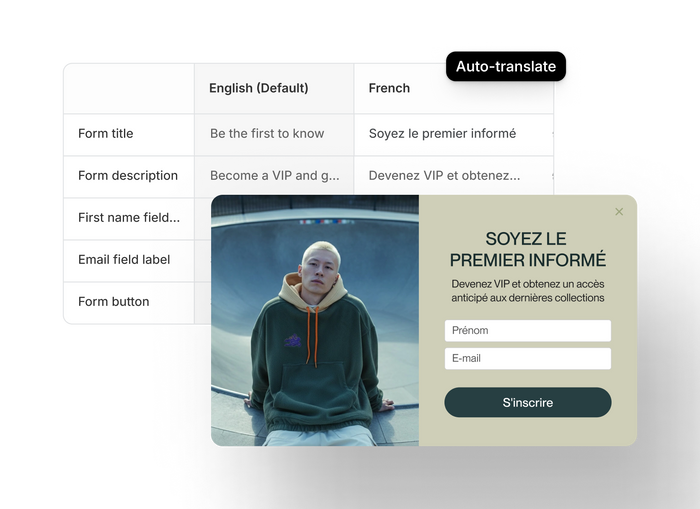 Auto-translate
English (Default) French
Form title Be the first to know Soyez le premier informé
Form description Become a VIP and g... Devenez VIP et obtenez...
First name field...
Email field label
Form button
SOYEZ LE
PREMIER INFORMÉ
Devenez VIP et obtenez un accès
anticipé aux dernières collections
Prénom
E-mail
S'inscrire